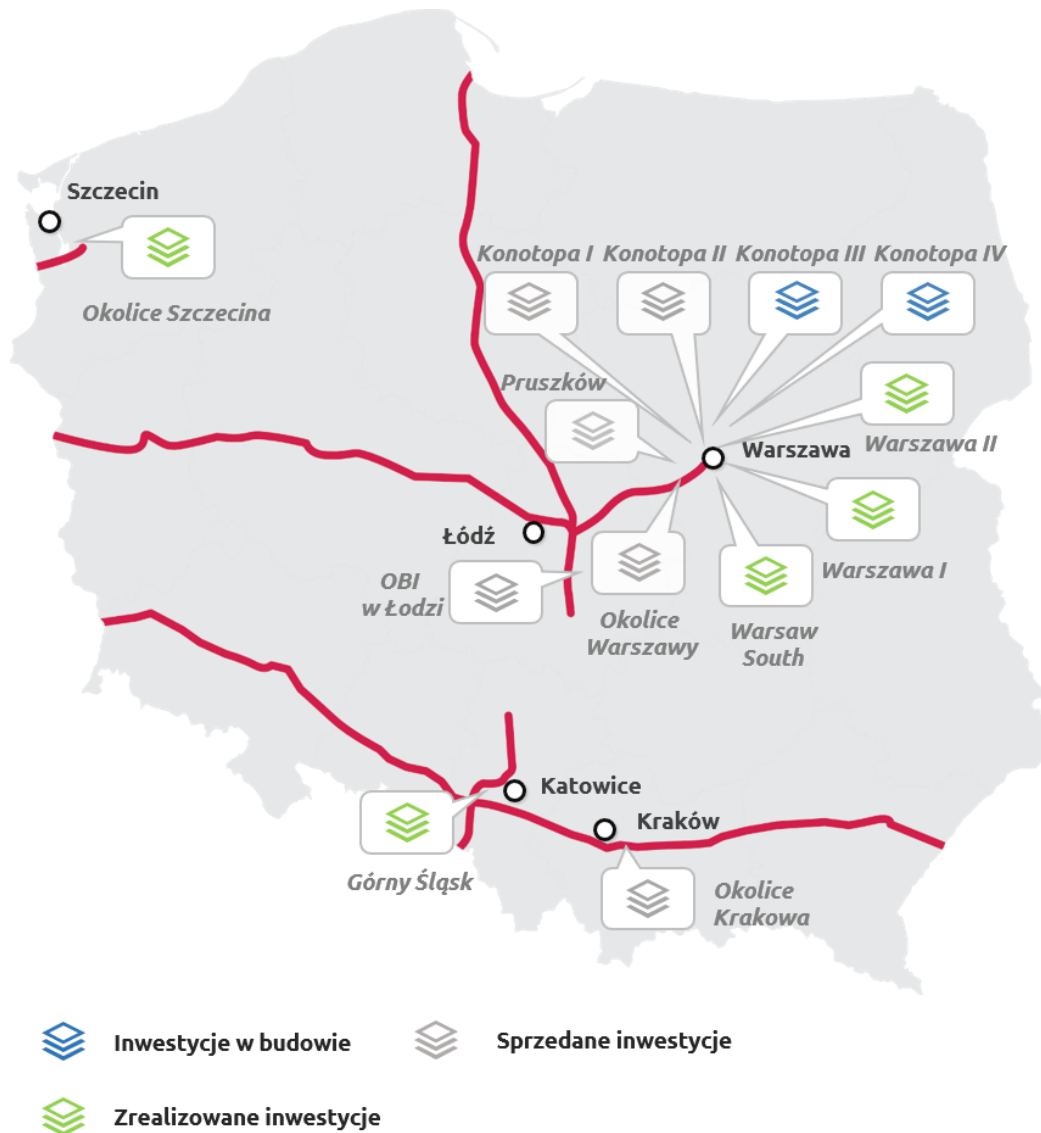 Szczecin
Okolice Szczecina
Konotopa I
Konotopa II
Konotopa III
Konotopa IV
Pruszków
Warszawa
Warszawa II
Łódź
OBI
w Łodzi
Okolice
Warszawy
Warsaw
South
Warszawa I
Katowice
Kraków
Górny Śląsk
Okolice
Krakowa
Inwestycje w budowie
Sprzedane inwestycje
Zrealizowane inwestycje